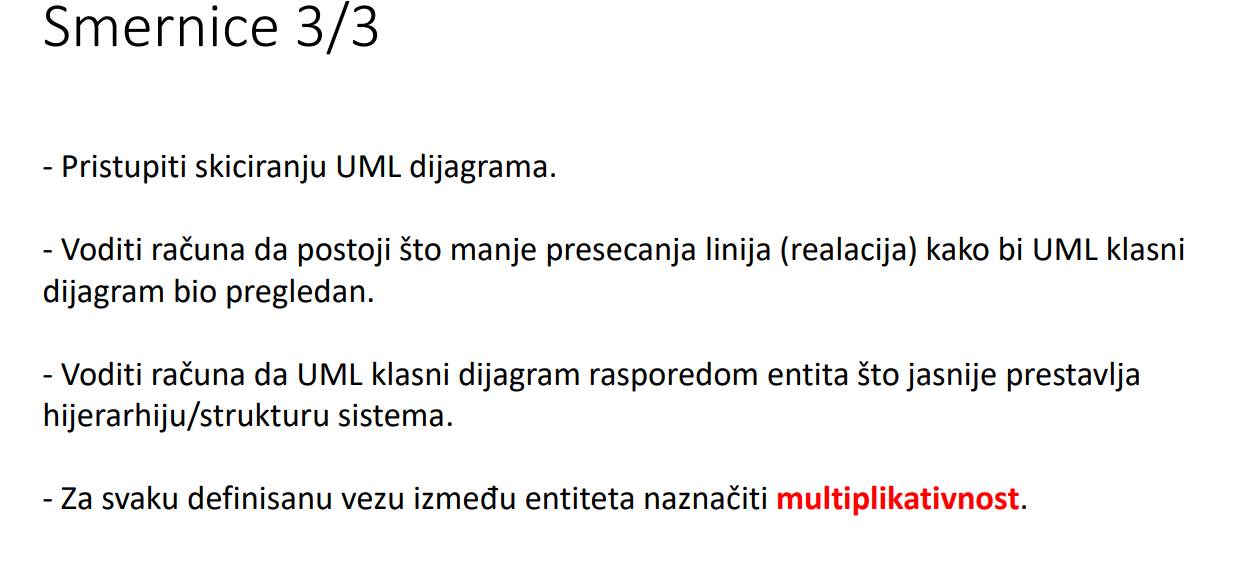 Smernice 3/3
- Pristupiti skiciranju UML dijagrama.
- Voditi računa da postoji što manje presecanja linija (realacija) kako bi UML klasni
dijagram bio pregledan.
- Voditi računa da UML klasni dijagram rasporedom entita što jasnije prestavlja
hijerarhiju/strukturu sistema.
- Za svaku definisanu vezu između entiteta naznačiti multiplikativnost.